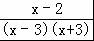 x - 2
(x - 3) (x+3)